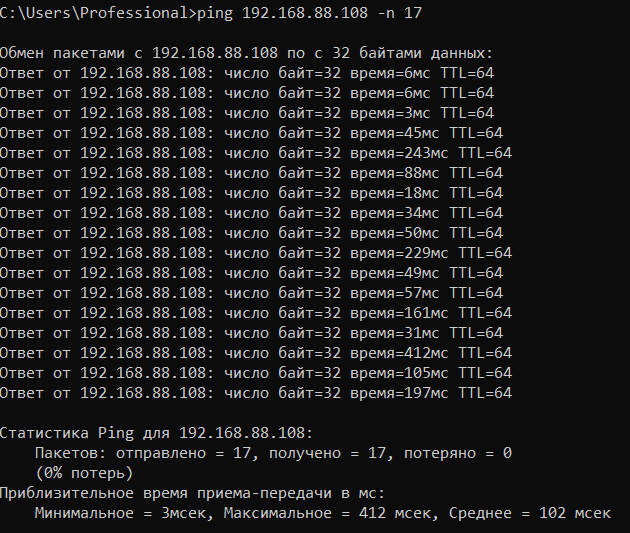 C:\Users\Professional>ping 192.168.88.108 -n 17
Обмен пакетами с 192.168.88.108 по с 32 байтами данных:
Ответ от 192.168.88.108: число байт=32 время=6мс TTL=64
Ответ от 192.168.88.108: число байт=32 время=6мс TTL=64
Ответ от 192.168.88.108: число байт=32 время=3мс TTL=64
Ответ от 192.168.88.108: число байт=32 время=45мс TTL=64
Ответ от 192.168.88.108: число байт=32 время=243мс TTL=64
Ответ от 192.168.88.108: число байт=32 время=88мс TTL=64
Ответ от 192.168.88.108: число байт=32 время=18мс TTL=64
Ответ от 192.168.88.108: число байт=32 время=34мс TTL=64
Ответ от 192.168.88.108: число байт=32 время=50мс TTL=64
Ответ от 192.168.88.108: число байт=32 время=229мс TTL=64
Ответ от 192.168.88.108: число байт=32 время=49мс TTL=64
Ответ от 192.168.88.108: число байт=32 время=57мс TTL=64
Ответ от 192.168.88.108: число байт=32 время=161мс TTL=64
Ответ от 192.168.88.108: число байт=32 время=31мс TTL=64
Ответ от 192.168.88.108: число байт=32 время=412мс TTL=64
Ответ от 192.168.88.108: число байт=32 время=105мс TTL=64
Ответ от 192.168.88.108: число байт=32 время=197мс TTL=64
Статистика Ping для 192.168.88.108:
Пакетов: отправлено = 17, получено = 17, потеряно = 0
(0% потерь)
Приблизительное время приема-передачи в мс:
Минимальное = 3мсек, Максимальное = 412 мсек, Среднее = 102 мсек